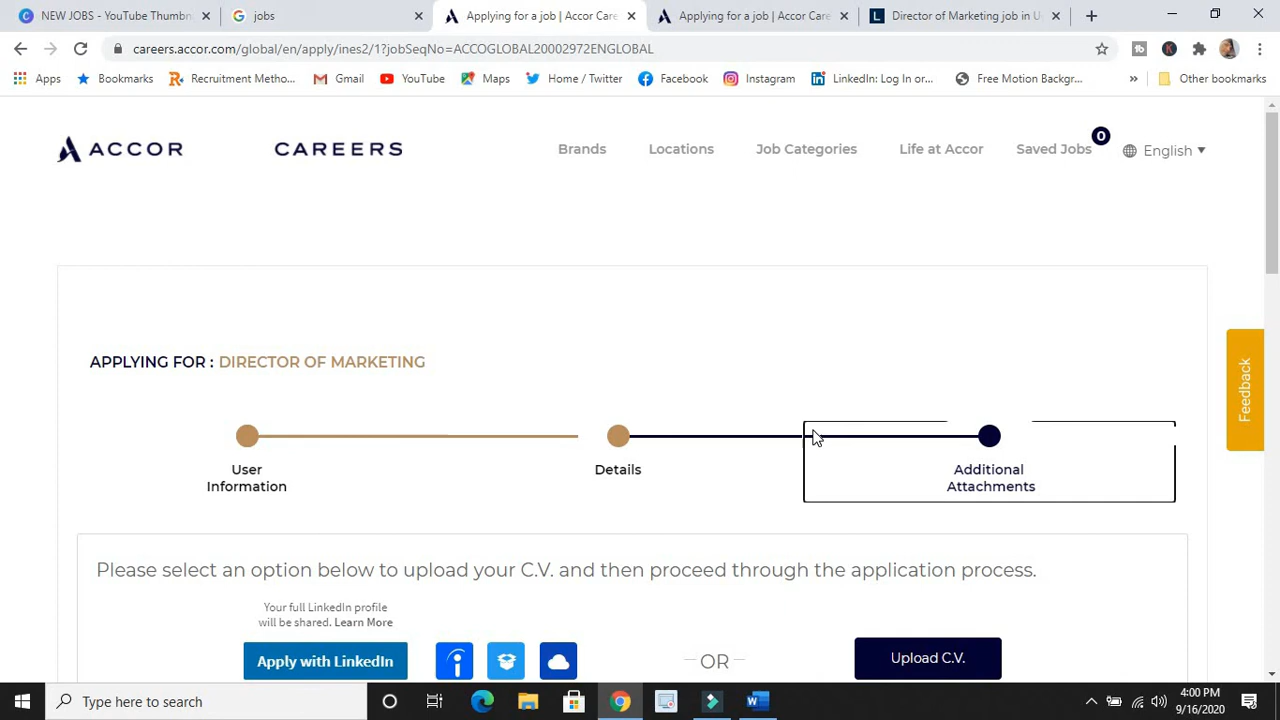 NEW JOBS - YouTube Thumbn
jobs
Applying for a job | Accor Care
Applying for a job | Accor Care
Director of Marketing job in U
careers.accor.com/global/en/apply/ines2/1?jobSeqNo=ACCOGLOBAL20002972ENGLOBAL
Apps
Bookmarks
Recruitment Metho...
Gmail
YouTube
Maps
Home / Twitter
Facebook
Instagram
LinkedIn: Log In or...
Free Motion Backgr...
»
Other bookmarks
ACCOR CAREERS
Brands
Locations
Job Categories
Life at Accor
Saved Jobs
0
English
APPLYING FOR : DIRECTOR OF MARKETING
User
Information
Details
Additional
Attachments
Feedback
Please select an option below to upload your C.V. and then proceed through the application process.
Your full LinkedIn profile
will be shared. Learn More
Apply with LinkedIn
OR
Upload C.V.
Type here to search
4:00 PM
9/16/2020